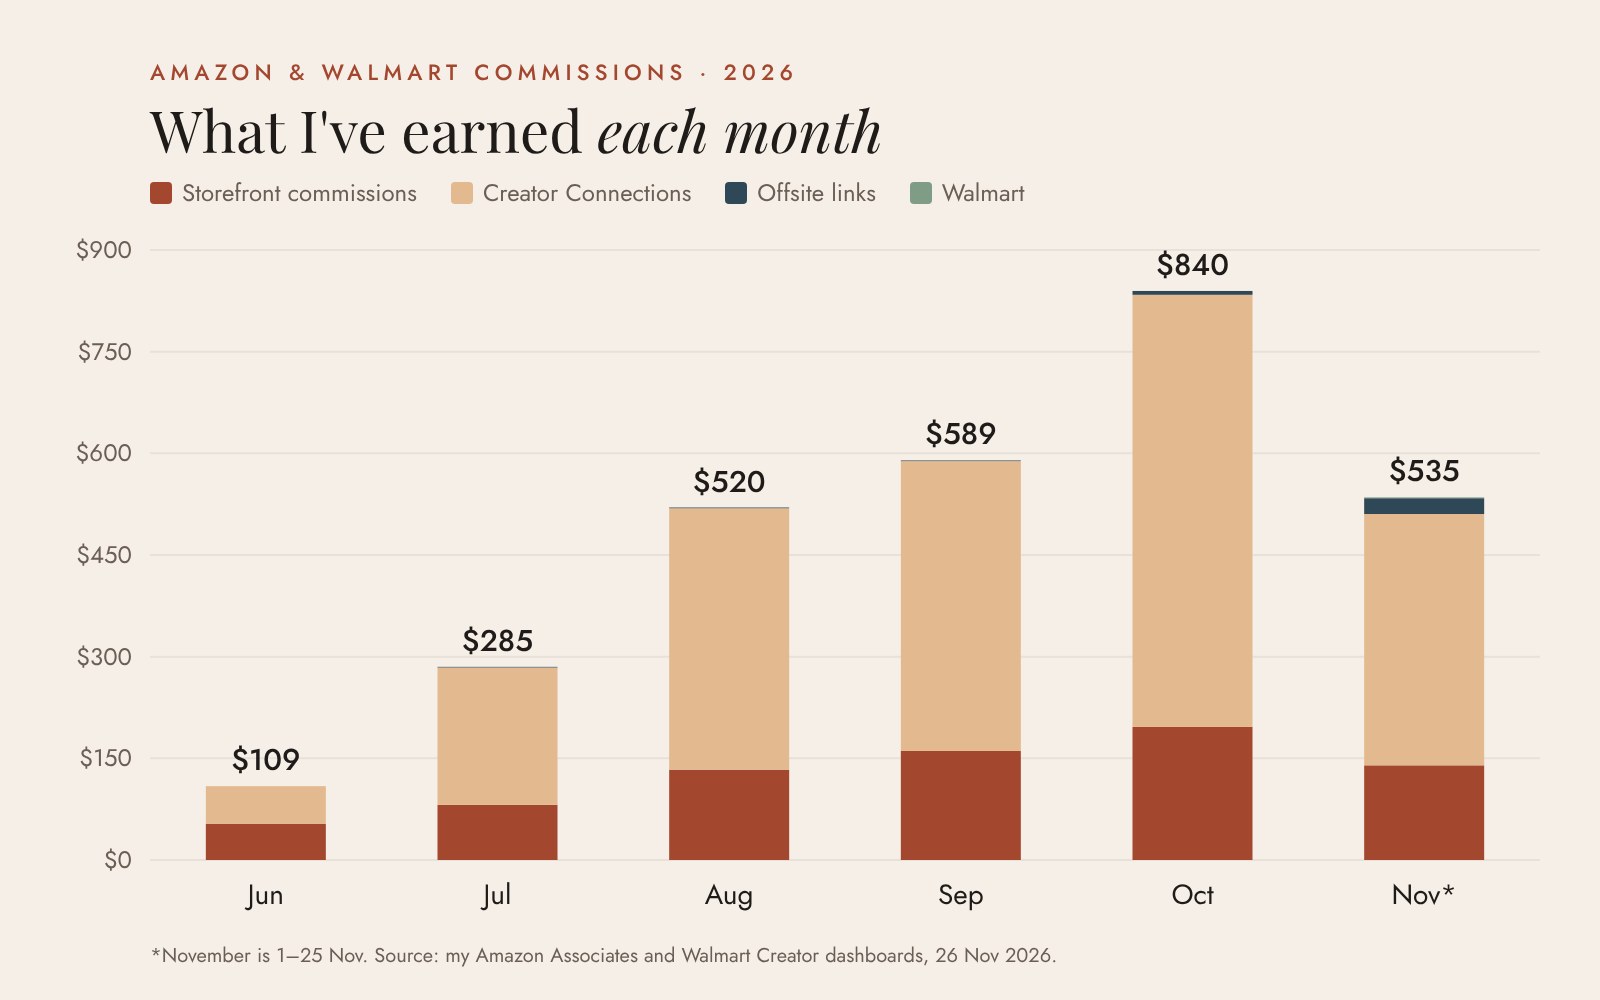 AMAZON & WALMART COMMISSIONS · 2026
What I've earned each month
Storefront commissions Creator Connections Offsite links Walmart
$900
$840
$750
$600
$589
$535
$520
$450
$300
$285
$150
$109
$0
Jun Jul Aug Sep Oct Nov*
*November is 1–25 Nov. Source: my Amazon Associates and Walmart Creator dashboards, 26 Nov 2026.